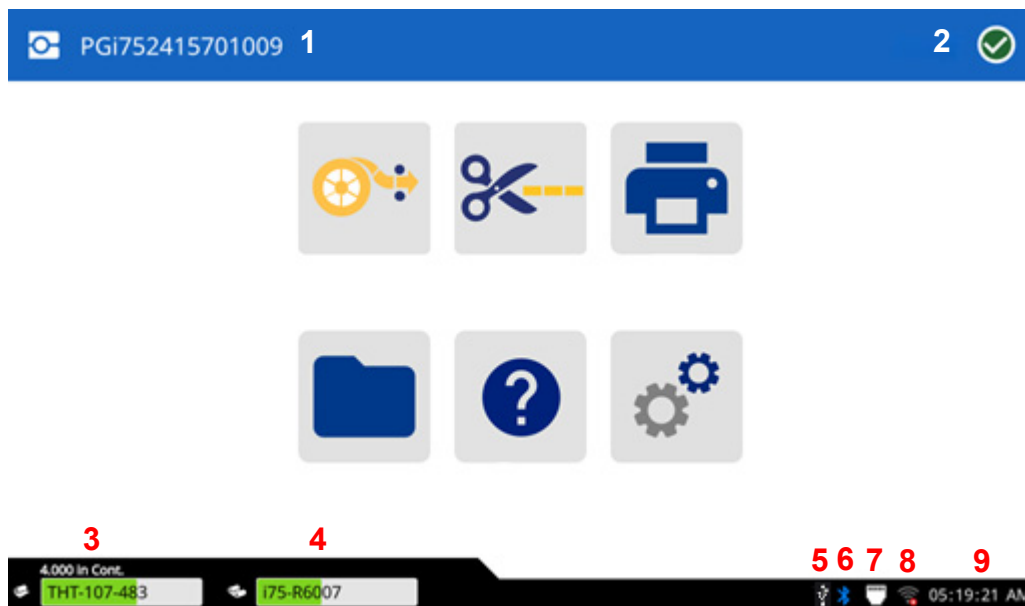 PGi752415701009 1
2
?
3
4
4.000 in Cont.
THT-107-483
i75-R6007
5 6 7 8 9
05:19:21 AM